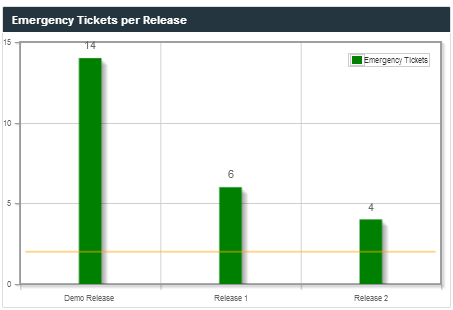 Emergency Tickets per Release
15
14
Emergency Tickets
10
6
5
4
0
Demo Release
Release 1
Release 2